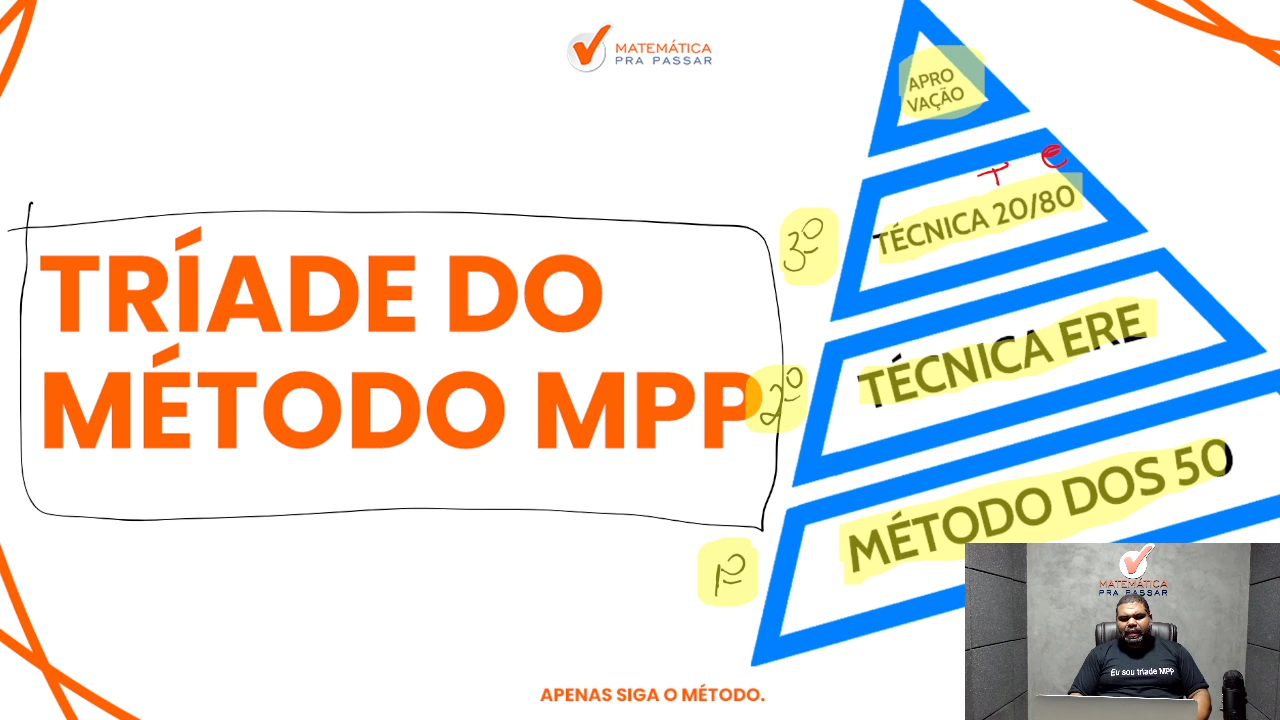 MATEMÁTICA
PRA PASSAR
APRO
VAÇÃO
T e
3º
TÉCNICA 20/80
TRÍADE DO
MÉTODO MPP
2º
TÉCNICA ERE
1º
MÉTODO DOS 50
MATEMÁTICA
PRA PASSAR
Eu sou tríade MPP
APENAS SIGA O MÉTODO.